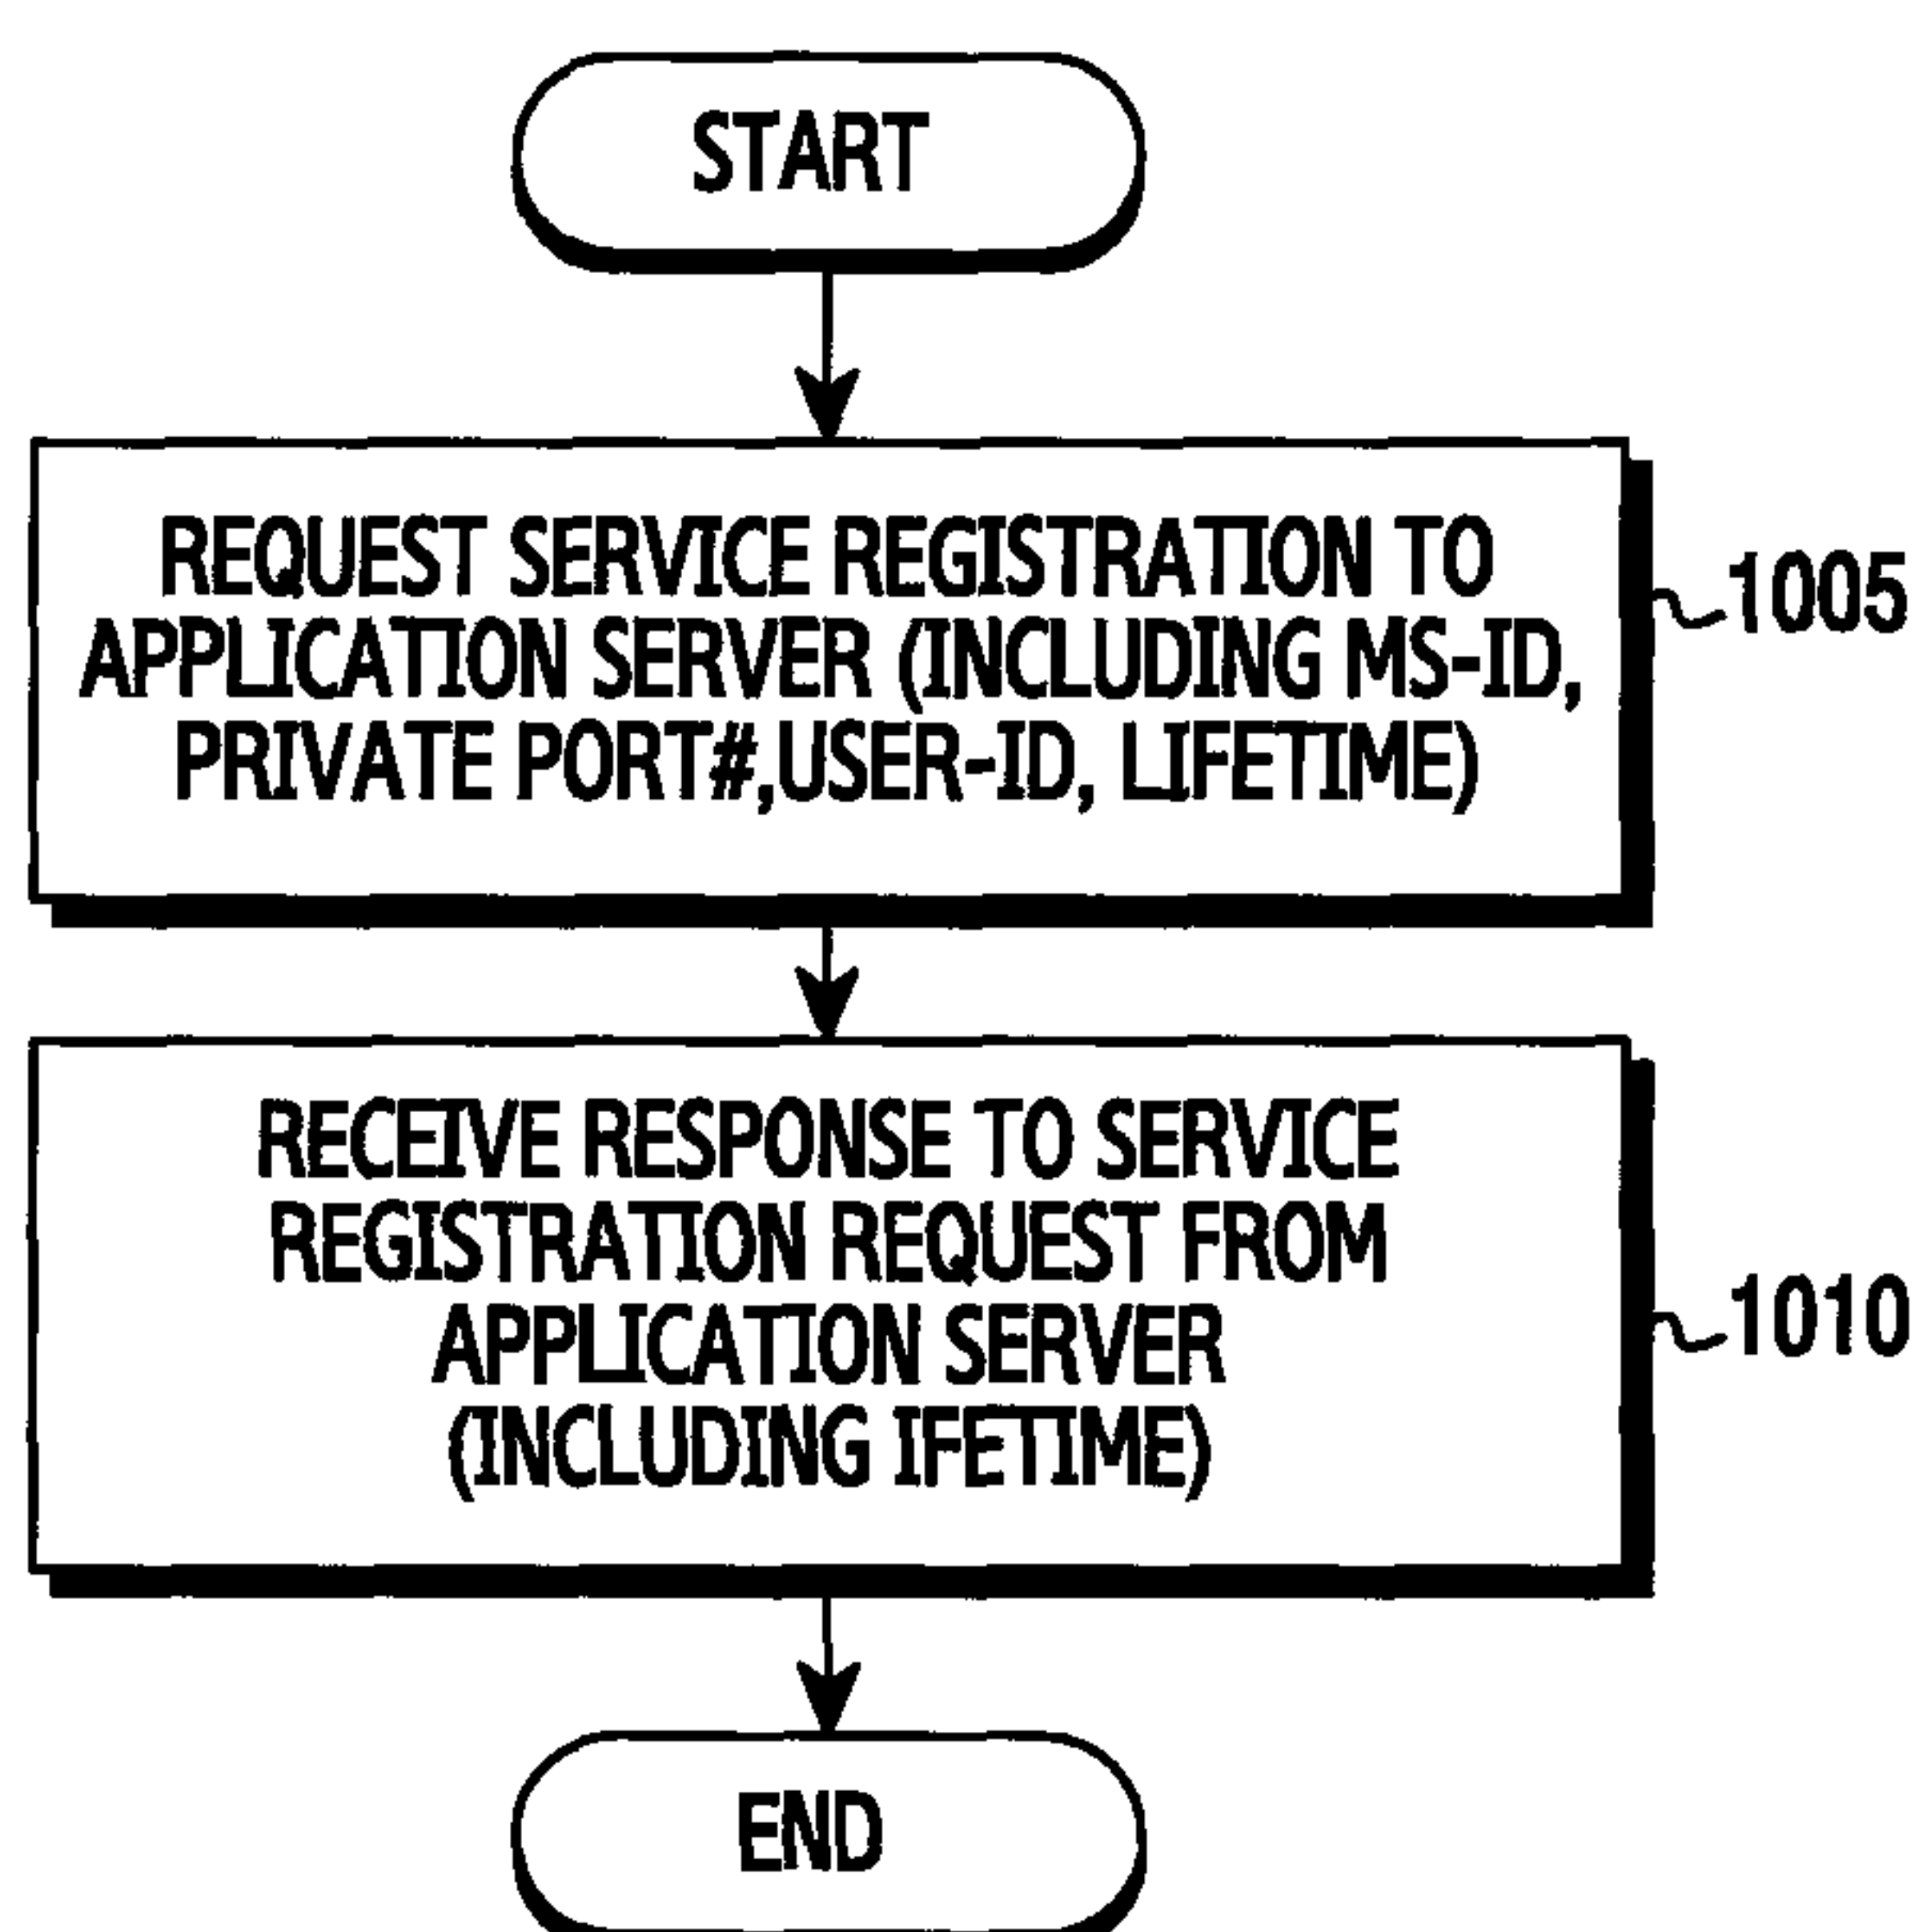 START
REQUEST SERVICE REGISTRATION TO
APPLICATION SERVER (INCLUDING MS-ID,
PRIVATE PORT#,USER-ID, LIFETIME)
1005
RECEIVE RESPONSE TO SERVICE
REGISTRATION REQUEST FROM
APPLICATION SERVER
(INCLUDING IFETIME)
1010
END